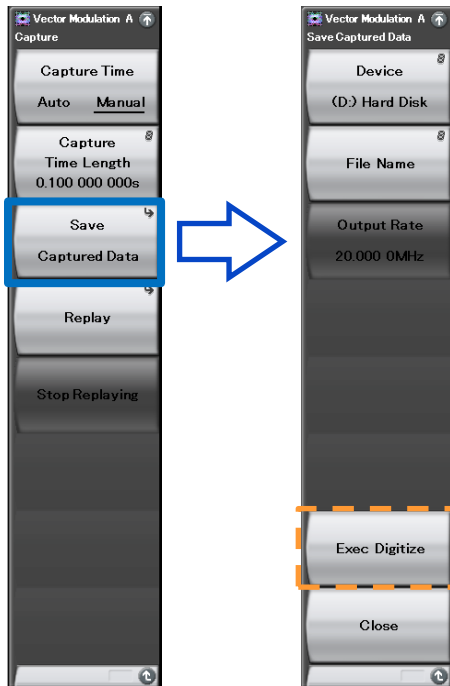 Vector Modulation A
Capture
Capture Time
Auto Manual
Capture
Time Length
0.100 000 000s
Save
Captured Data
Replay
Stop Replaying
Vector Modulation A
Save Captured Data
Device
(D:) Hard Disk
File Name
Output Rate
20.000 0MHz
Exec Digitize
Close